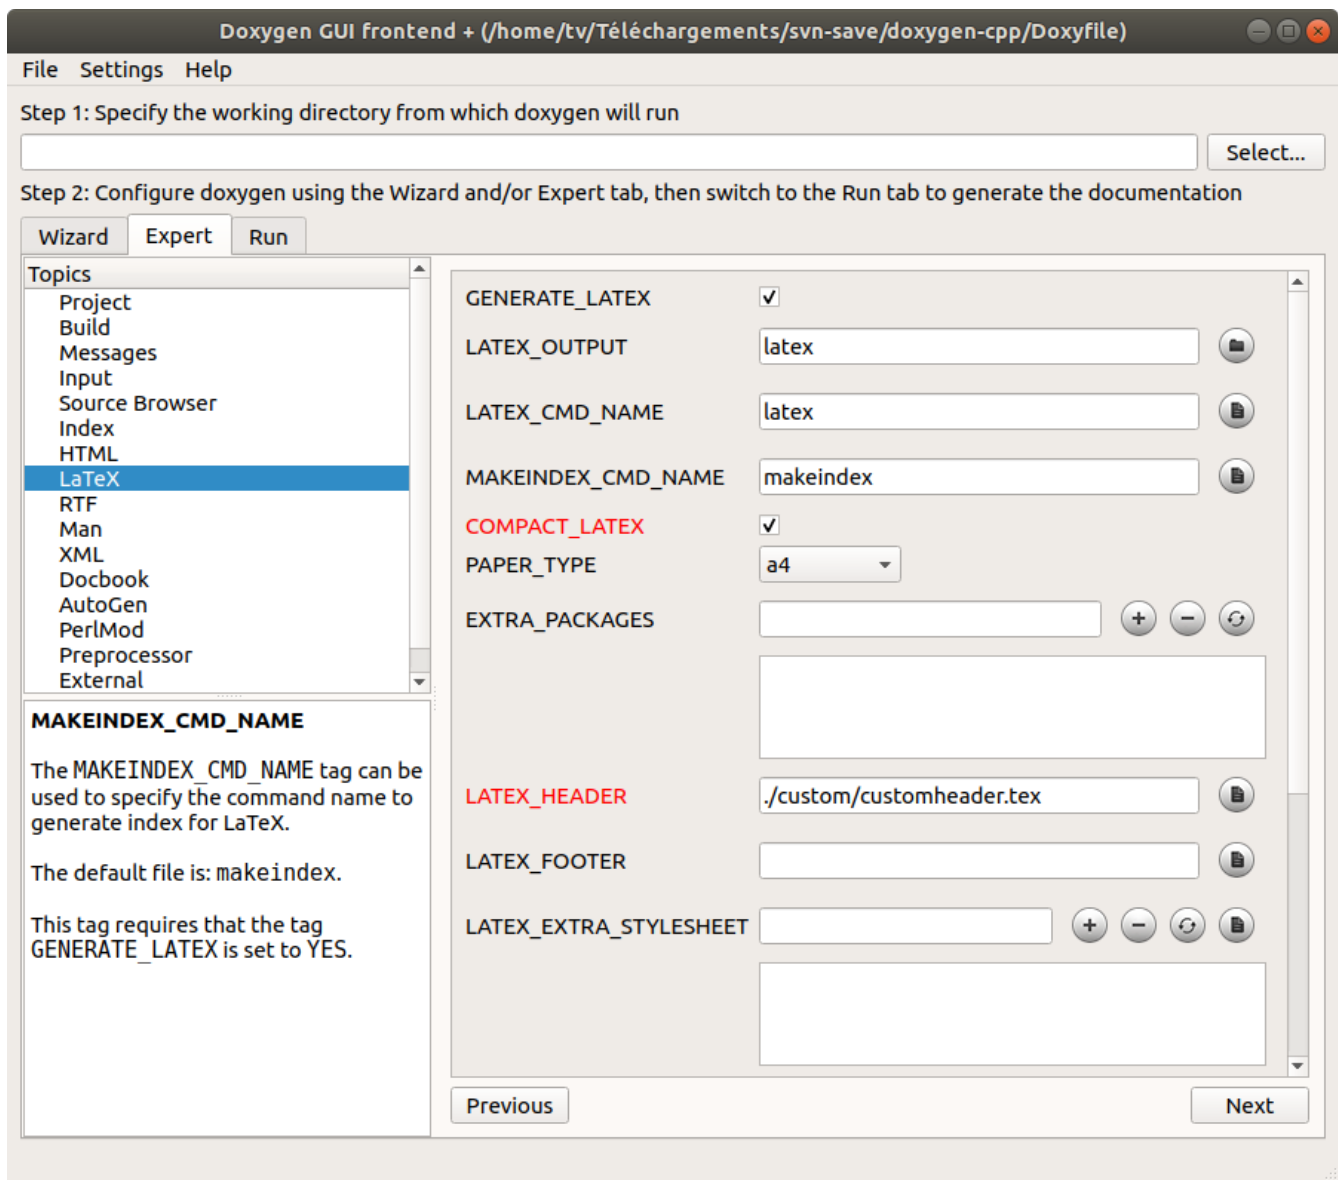 Doxygen GUI frontend + (/home/tv/Téléchargements/svn-save/doxygen-cpp/Doxyfile)
File Settings Help
Step 1: Specify the working directory from which doxygen will run
Select...
Step 2: Configure doxygen using the Wizard and/or Expert tab, then switch to the Run tab to generate the documentation
Wizard Expert Run
Topics
Project
Build
Messages
Input
Source Browser
Index
HTML
LaTeX
RTF
Man
XML
Docbook
AutoGen
PerlMod
Preprocessor
External
MAKEINDEX_CMD_NAME
The MAKEINDEX_CMD_NAME tag can be
used to specify the command name to
generate index for LaTeX.
The default file is: makeindex.
This tag requires that the tag
GENERATE_LATEX is set to YES.
GENERATE_LATEX
LATEX_OUTPUT latex
LATEX_CMD_NAME latex
MAKEINDEX_CMD_NAME makeindex
COMPACT_LATEX
PAPER_TYPE a4
EXTRA_PACKAGES
LATEX_HEADER ./custom/customheader.tex
LATEX_FOOTER
LATEX_EXTRA_STYLESHEET
Previous Next